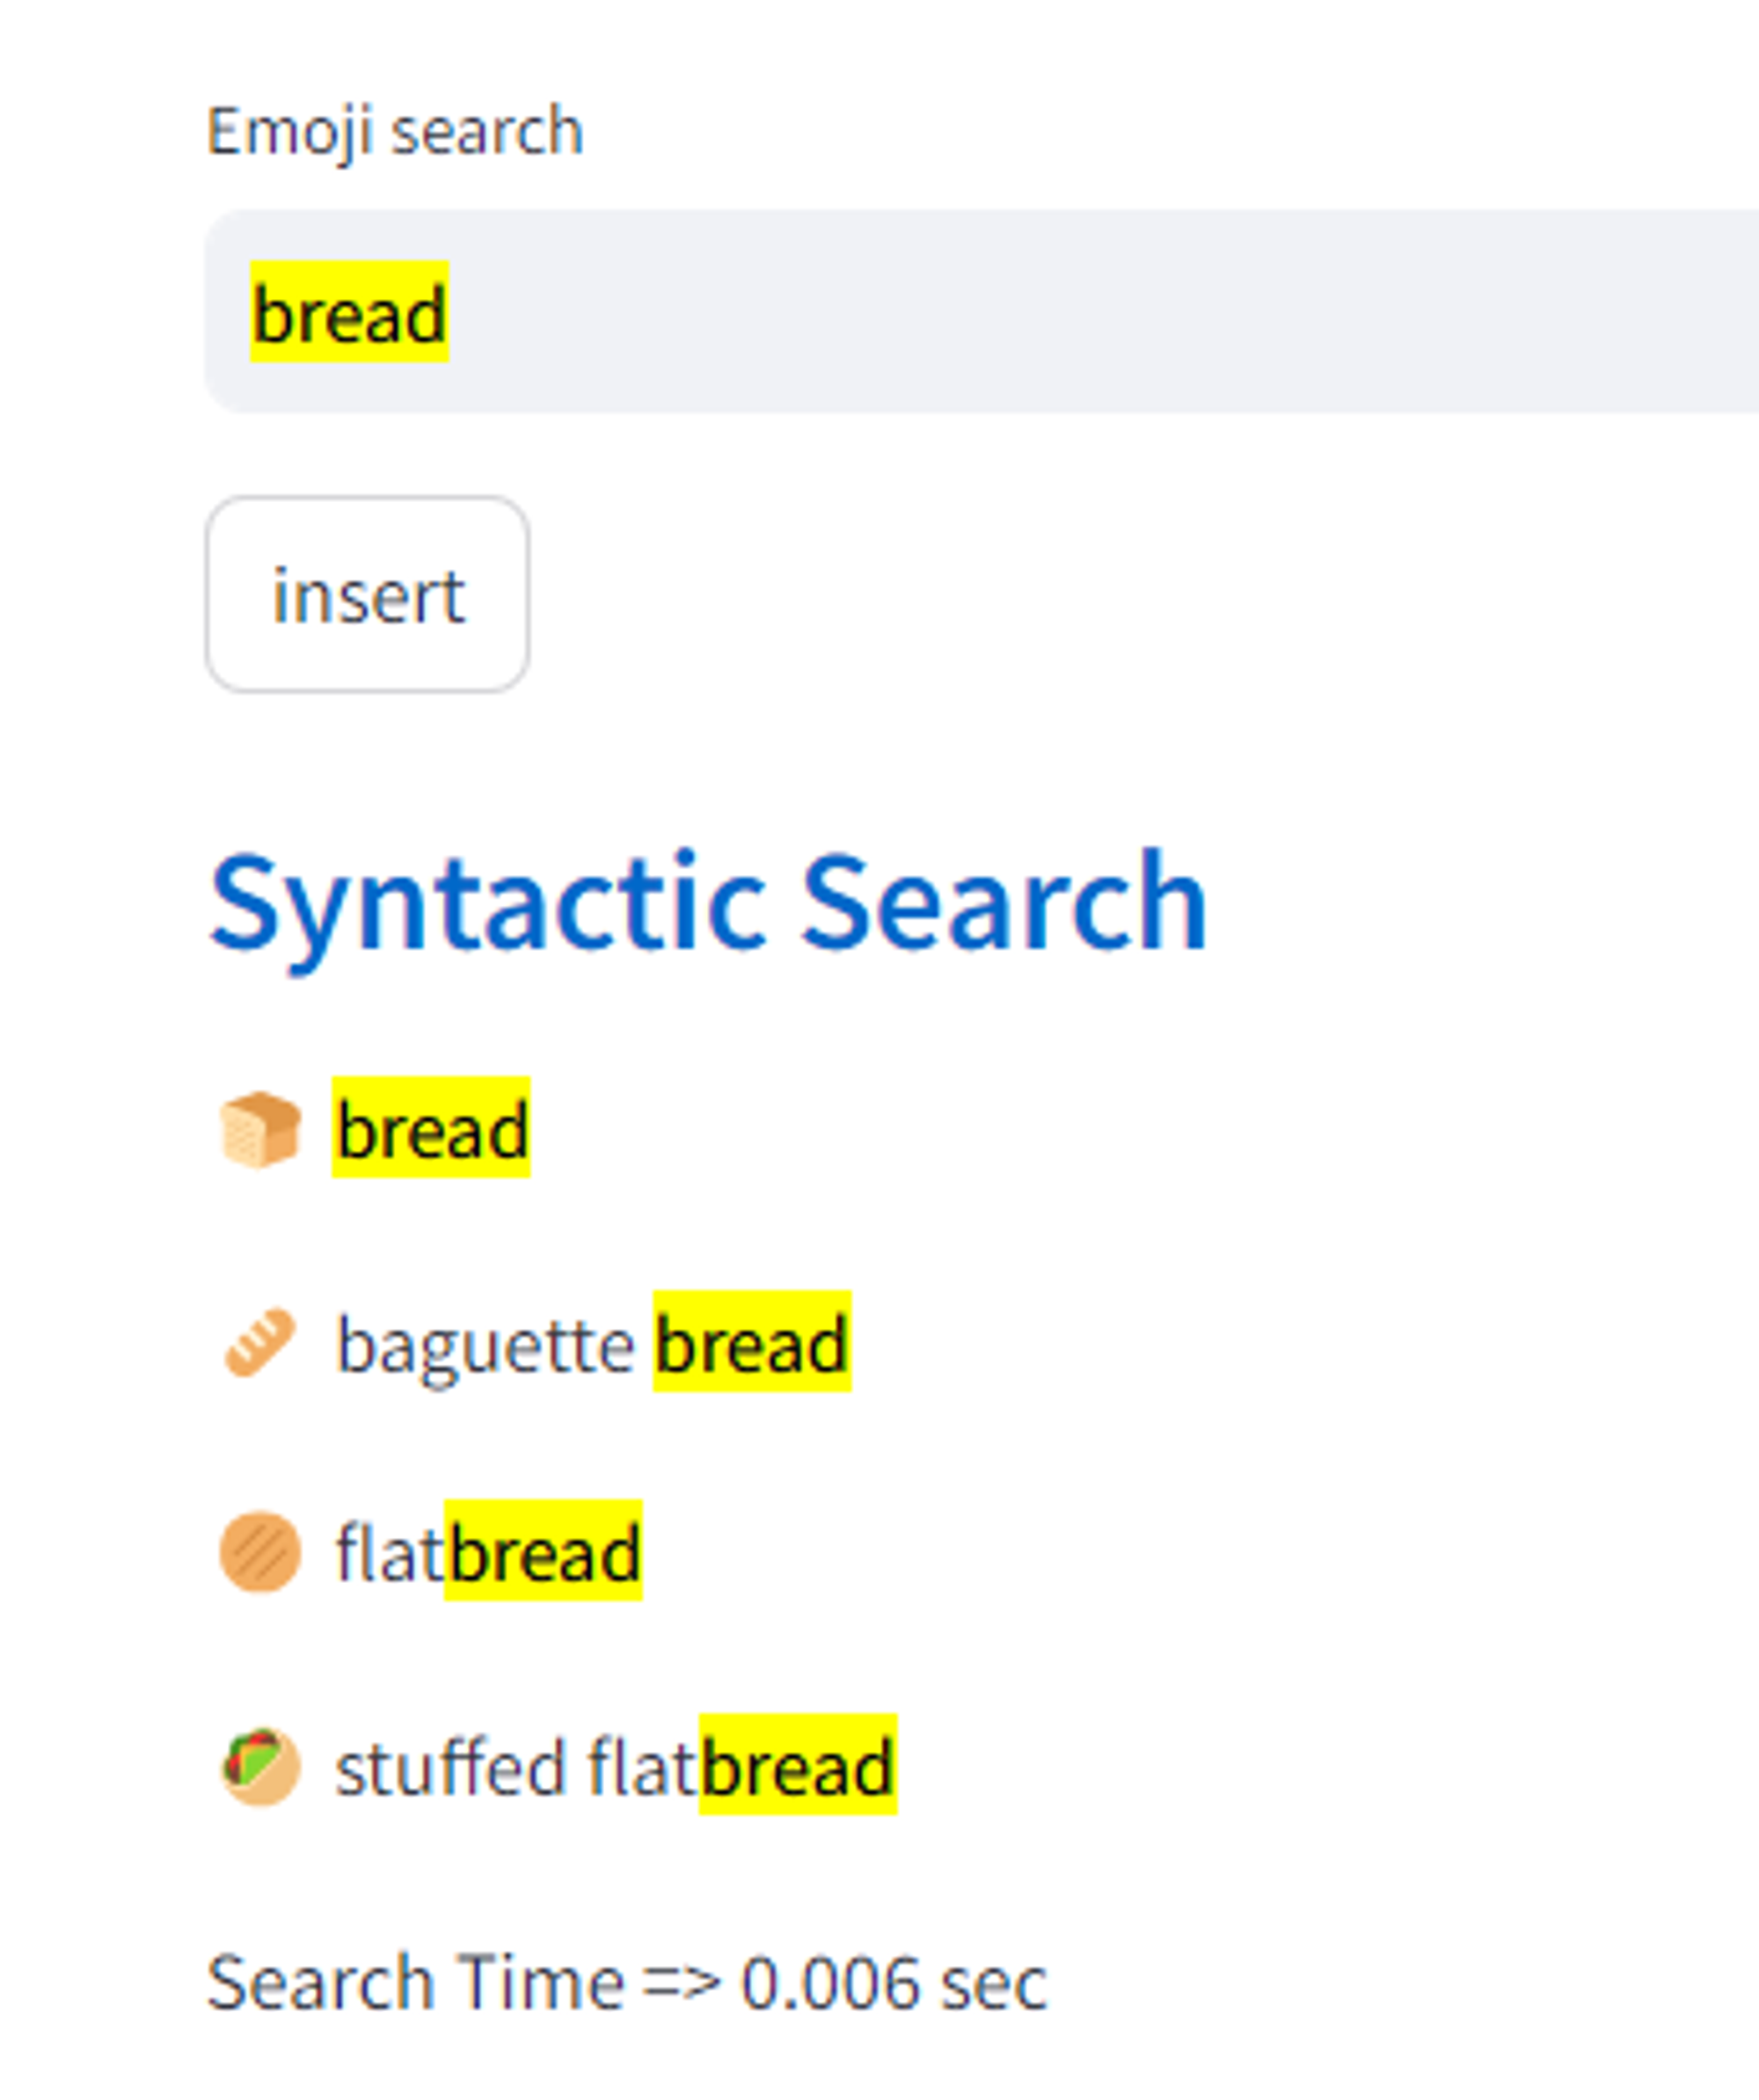 Emoji search
bread
insert
Syntactic Search
bread
baguette bread
flatbread
stuffed flatbread
Search Time => 0.006 sec